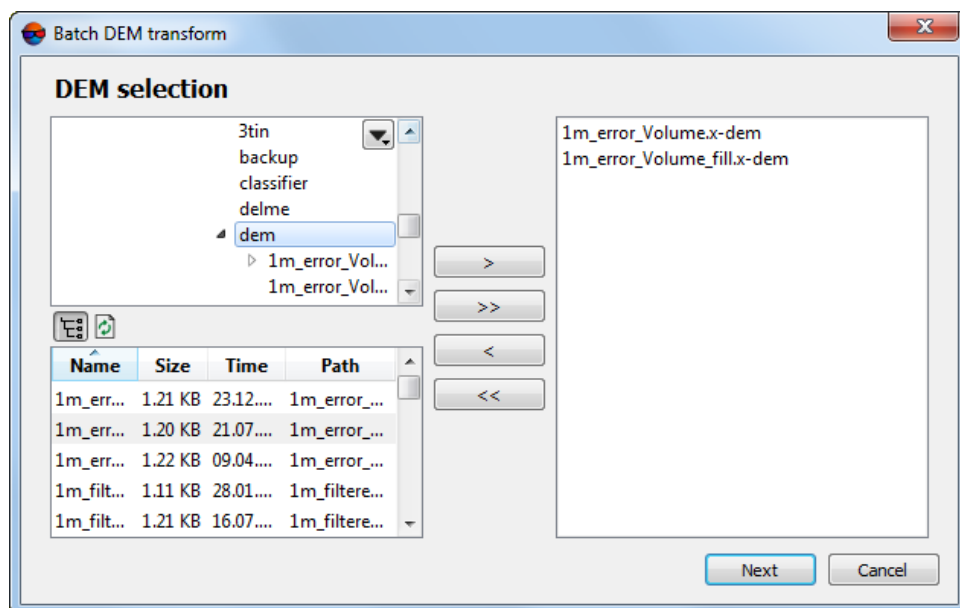 Batch DEM transform
DEM selection
3tin
backup
classifier
delme
dem
1m_error_Vol...
1m_error_Vol...
Name Size Time Path
1m_err... 1.21 KB 23.12.... 1m_error_...
1m_err... 1.20 KB 21.07.... 1m_error_...
1m_err... 1.22 KB 09.04.... 1m_error_...
1m_filt... 1.11 KB 28.01.... 1m_filtere...
1m_filt... 1.21 KB 16.07.... 1m_filtere...
>
>>
<
<<
1m_error_Volume.x-dem
1m_error_Volume_fill.x-dem
Next Cancel